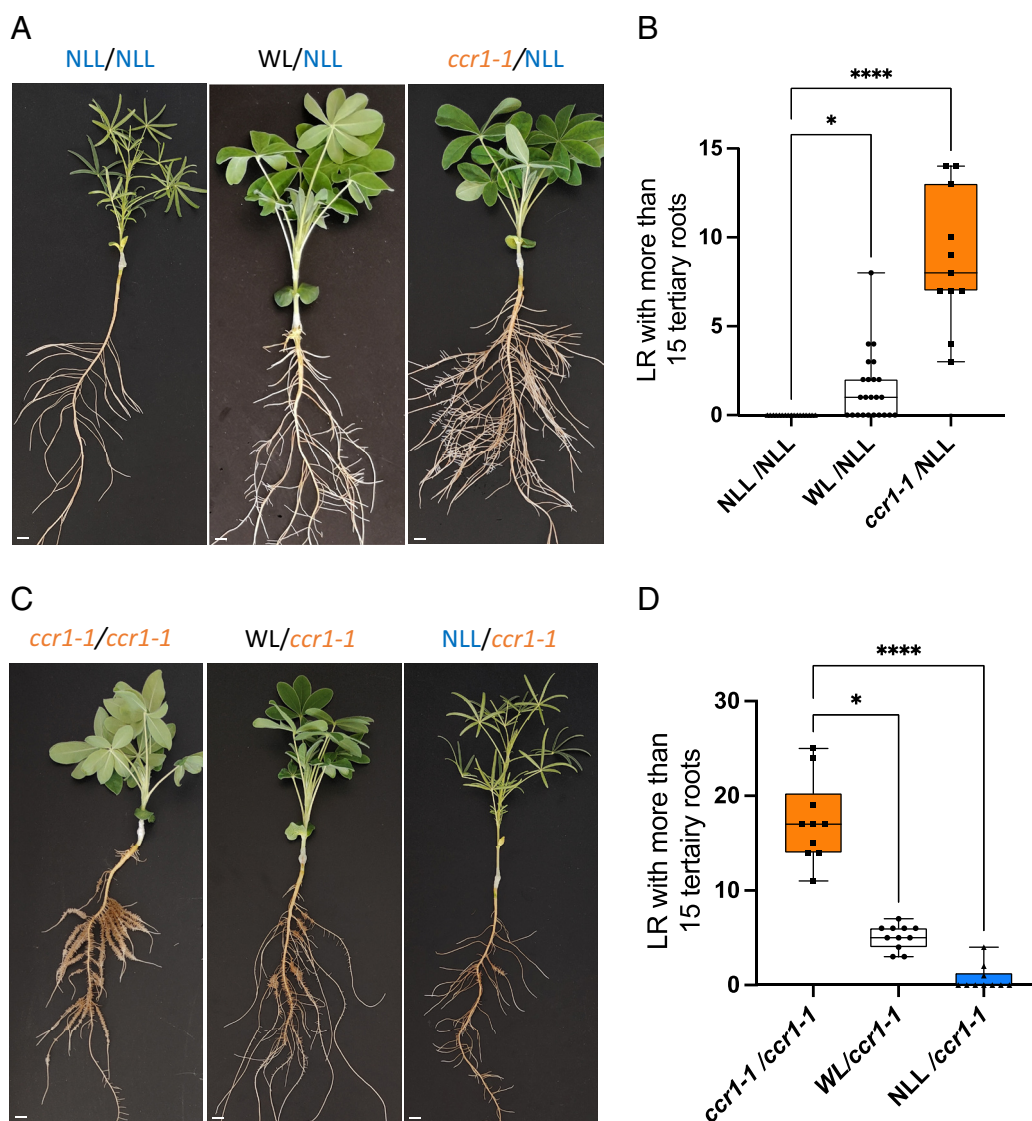 A
NLL/NLL
WL/NLL
ccr1-1/NLL
B
****
*
LR with more than
15 tertiary roots
15
10
5
0
NLL /NLL
WL /NLL
ccr1-1 /NLL
C
ccr1-1/ccr1-1
WL/ccr1-1
NLL/ccr1-1
D
****
*
LR with more than
15 tertairy roots
30
20
10
0
ccr1-1 /ccr1-1
WL/ccr1-1
NLL /ccr1-1